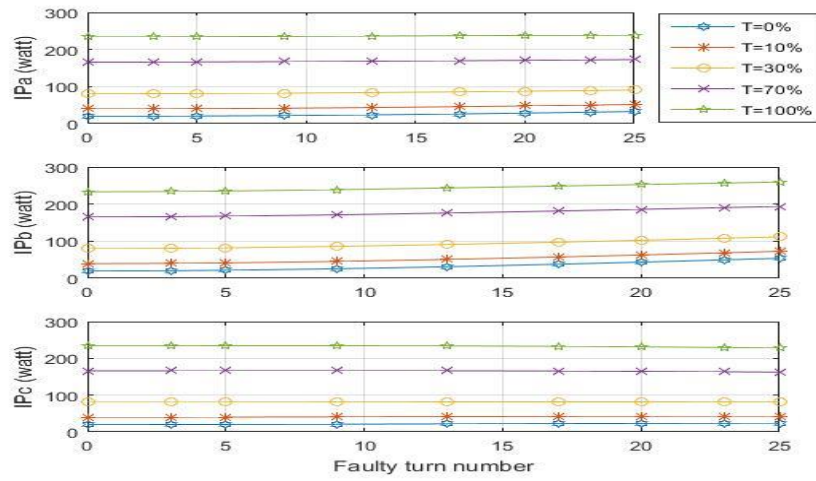 300
200
100
0
IPa (watt)
0 5 10 15 20 25
T=0%
T=10%
T=30%
T=70%
T=100%
300
200
100
0
IPb (watt)
0 5 10 15 20 25
300
200
100
0
IPc (watt)
0 5 10 15 20 25
Faulty turn number